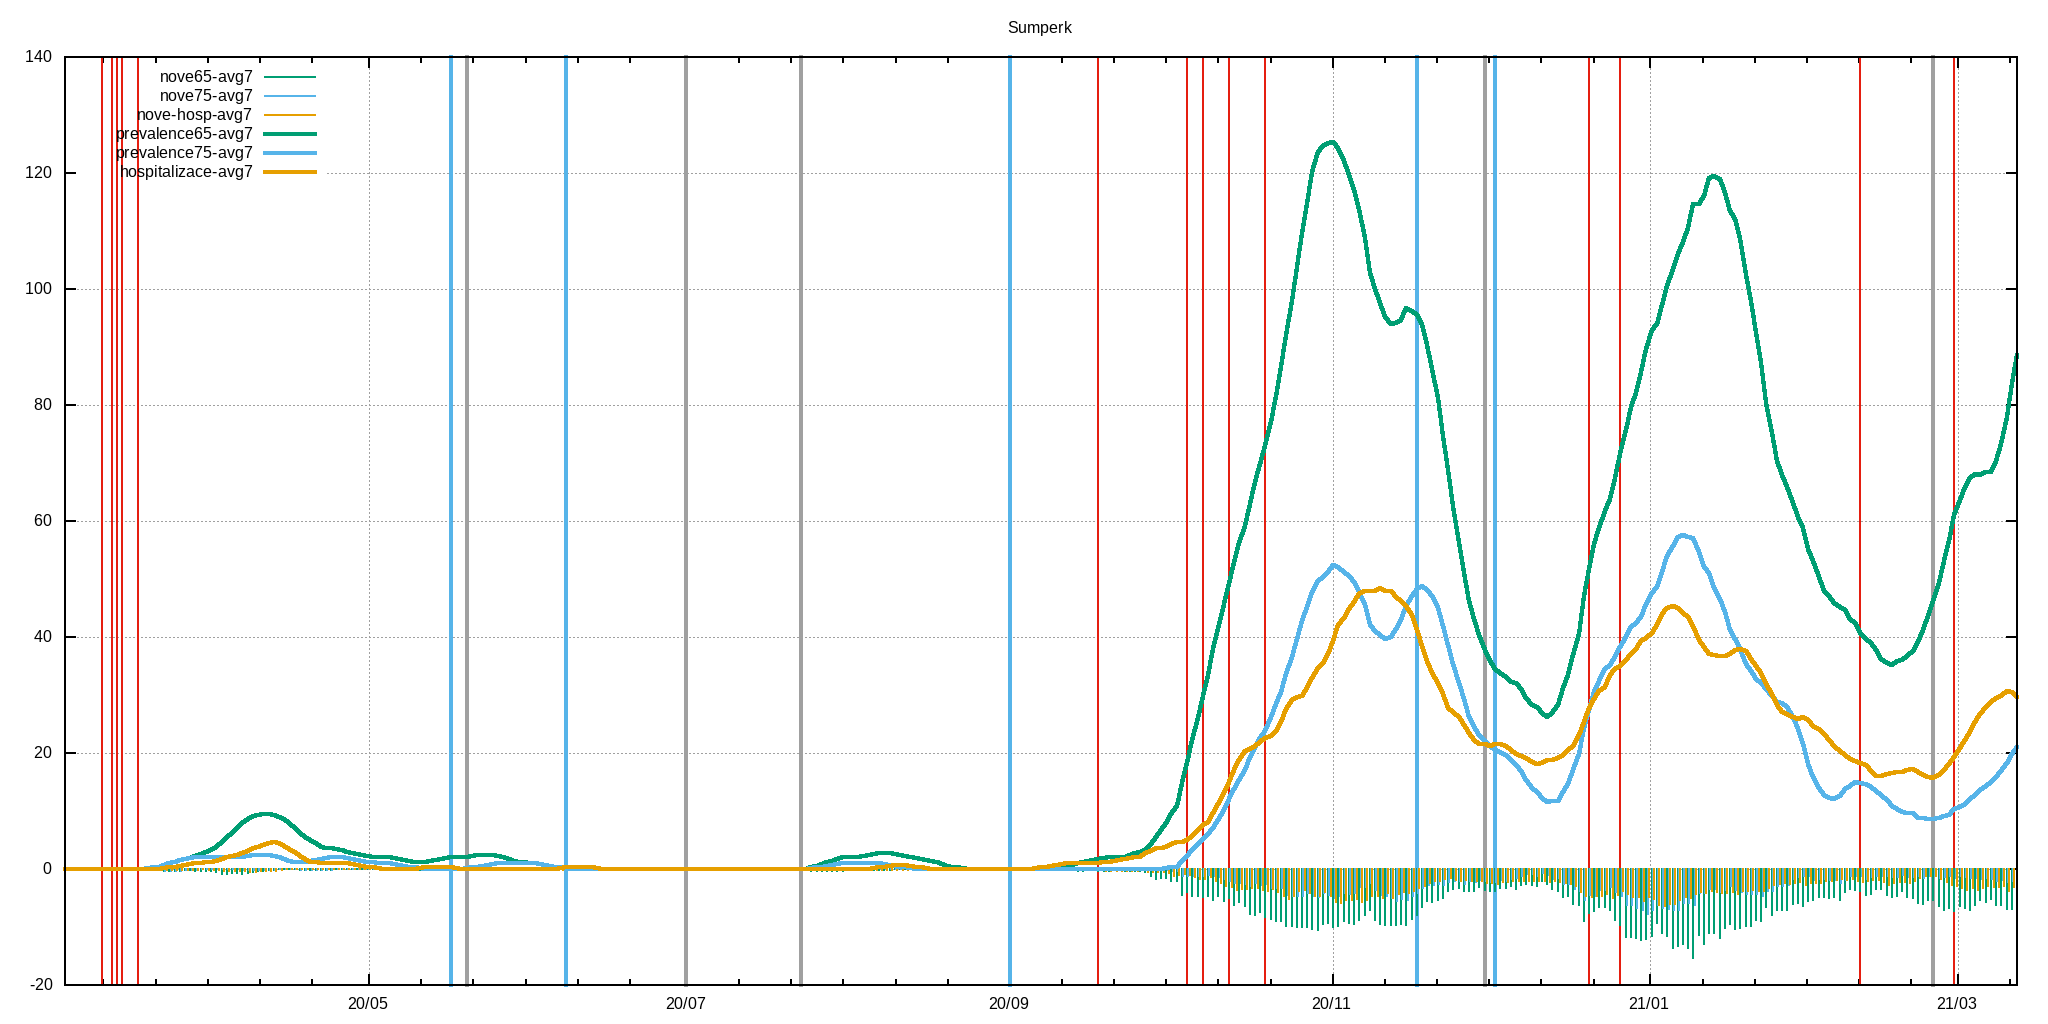 Sumperk
140
nove65-avg7
nove75-avg7
nove-hosp-avg7
prevalence65-avg7
prevalence75-avg7
hospitalizace-avg7
120
100
80
60
40
20
0
-20
20/05 20/07 20/09 20/11 21/01 21/03